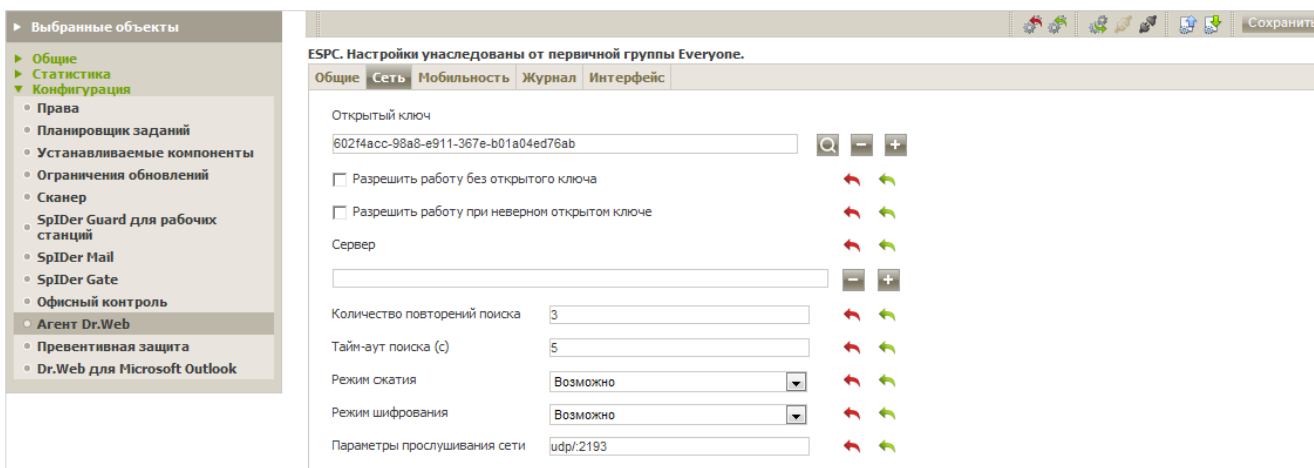 Выбранные объекты
Сохранить
Общие
Статистика
Конфигурация
Права
Планировщик заданий
Устанавливаемые компоненты
Ограничения обновлений
Сканер
SpIDer Guard для рабочих
станций
SpIDer Mail
SpIDer Gate
Офисный контроль
Агент Dr.Web
Превентивная защита
Dr.Web для Microsoft Outlook
ESPC. Настройки унаследованы от первичной группы Everyone.
Общие Сеть Мобильность Журнал Интерфейс
Открытый ключ
602f4acc-98a8-e911-367e-b01a04ed76ab
Разрешить работу без открытого ключа
Разрешить работу при неверном открытом ключе
Сервер
Количество повторений поиска 3
Тайм-аут поиска (с) 5
Режим сжатия Возможно
Режим шифрования Возможно
Параметры прослушивания сети udp/:2193